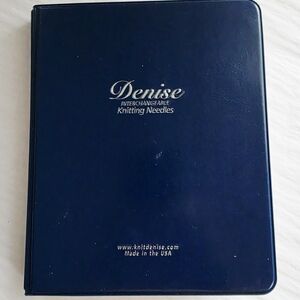 Denise
INTERCHANGEABLE
Knitting Needles
www.knitdenise.com
Made in the USA